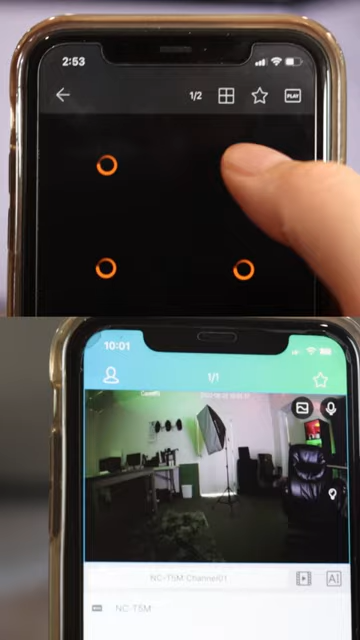 2:53
1/2
PLAY
10:01
1/1
NC-T5M-Channel01
AI
NC-T5M